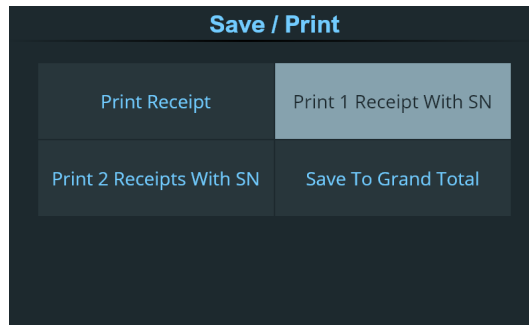 Save / Print
Print Receipt
Print 1 Receipt With SN
Print 2 Receipts With SN
Save To Grand Total